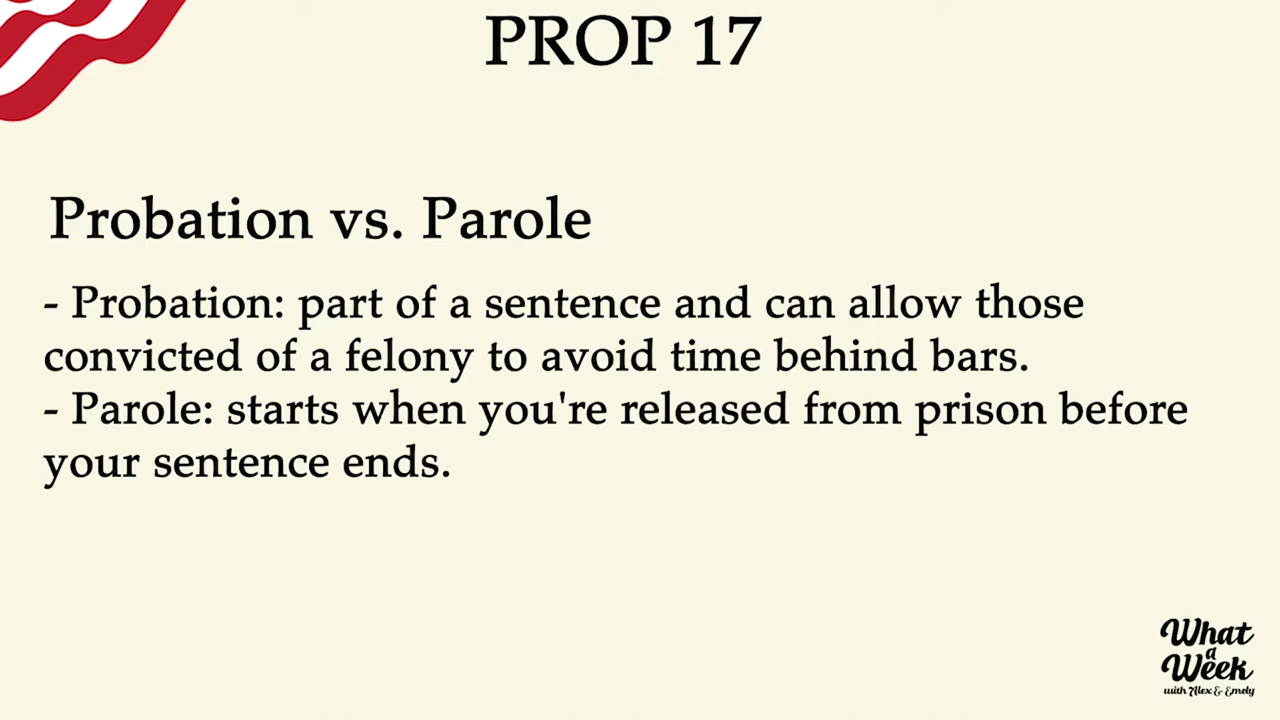 PROP 17
Probation vs. Parole
- Probation: part of a sentence and can allow those
convicted of a felony to avoid time behind bars.
- Parole: starts when you're released from prison before
your sentence ends.
What
a
Week
with Alex & Emely